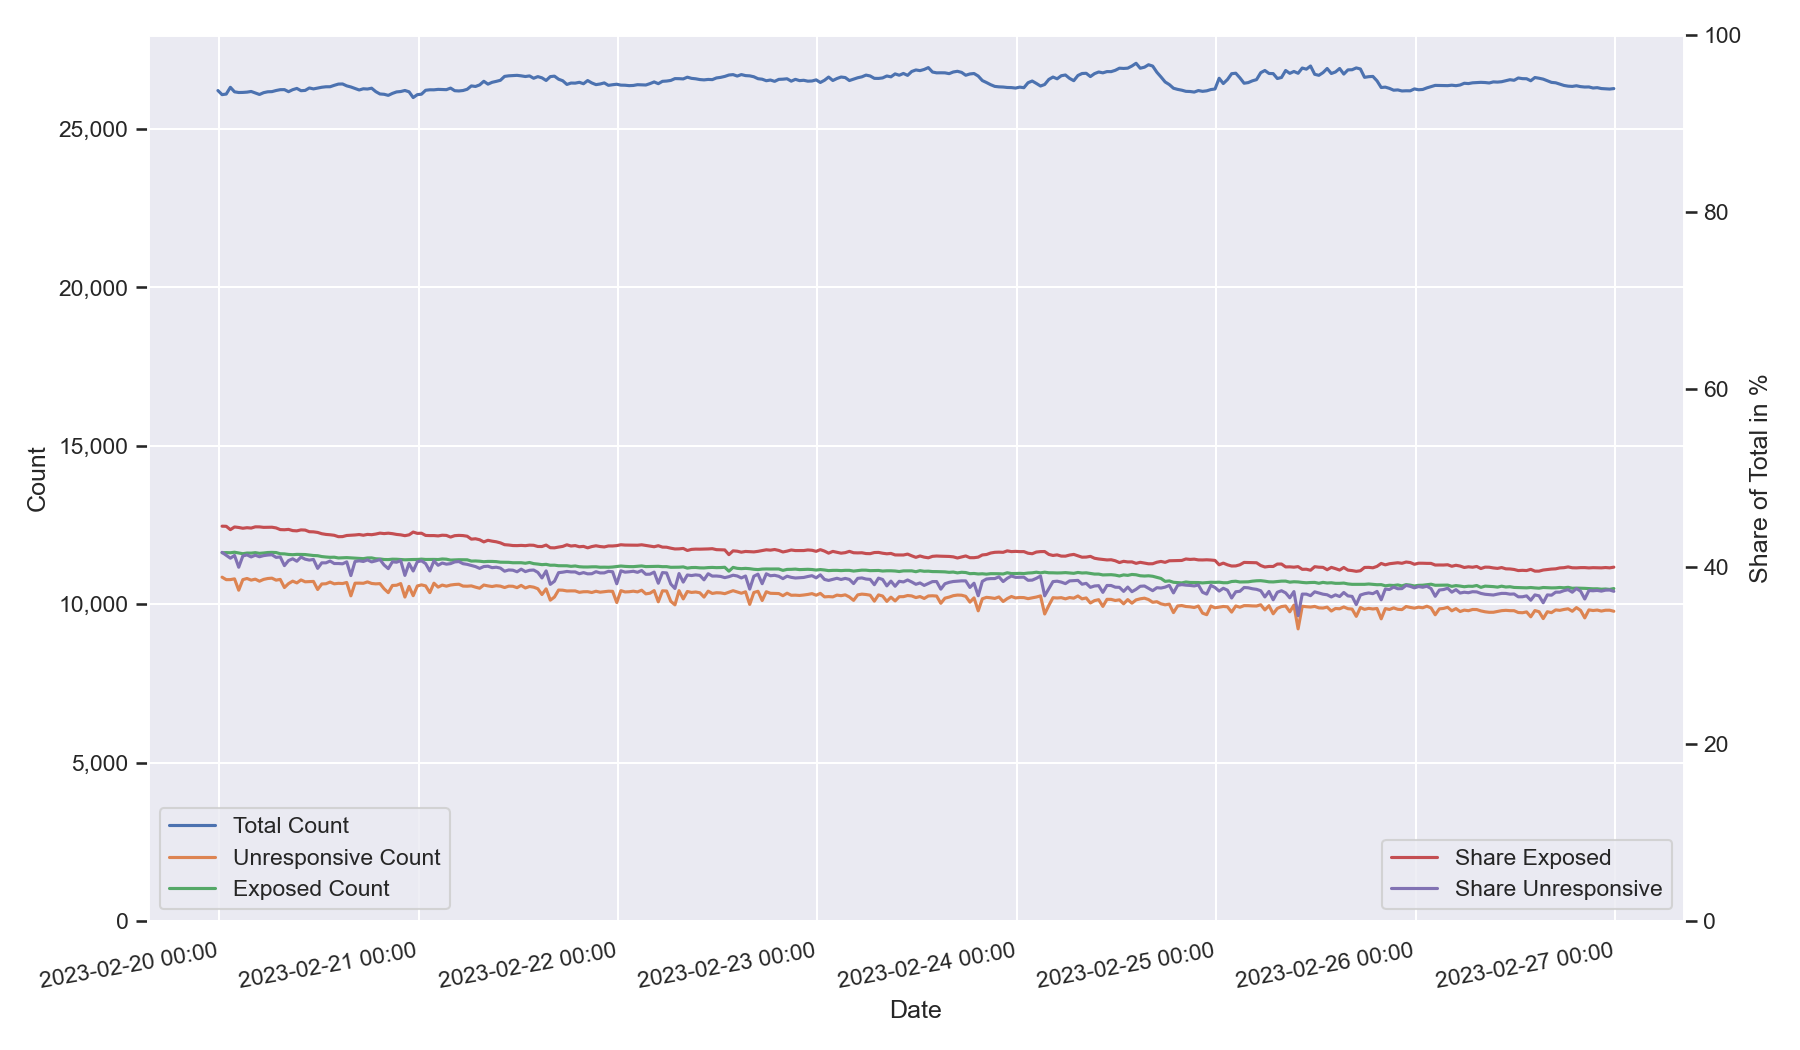 25,000
20,000
15,000
10,000
5,000
0
Count
100
80
60
40
20
0
Share of Total in %
Total Count
Unresponsive Count
Exposed Count
Share Exposed
Share Unresponsive
2023-02-20 00:00
2023-02-21 00:00
2023-02-22 00:00
2023-02-23 00:00
2023-02-24 00:00
2023-02-25 00:00
2023-02-26 00:00
2023-02-27 00:00
Date